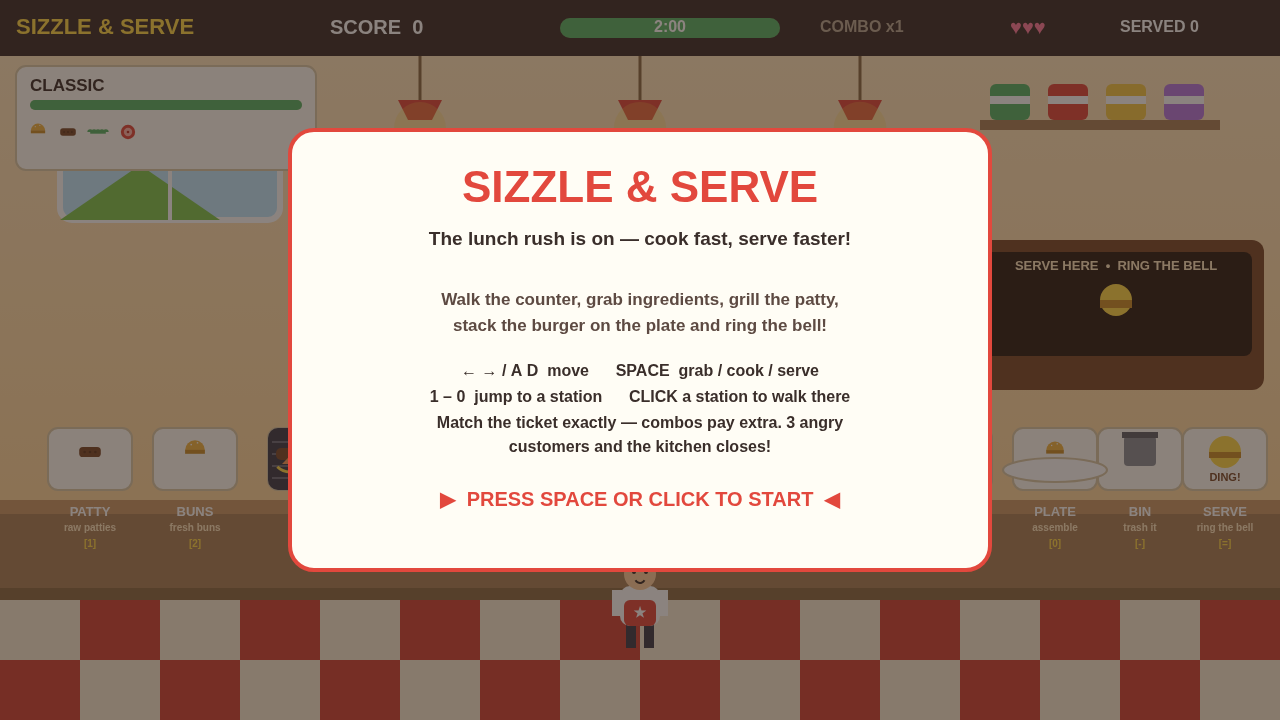 SIZZLE & SERVE
SCORE 0
2:00
COMBO x1
♥♥♥
SERVED 0
CLASSIC
SIZZLE & SERVE
The lunch rush is on — cook fast, serve faster!
Walk the counter, grab ingredients, grill the patty,
stack the burger on the plate and ring the bell!
← → / A D move SPACE grab / cook / serve
1 – 0 jump to a station CLICK a station to walk there
Match the ticket exactly — combos pay extra. 3 angry
customers and the kitchen closes!
▶ PRESS SPACE OR CLICK TO START ◀
SERVE HERE • RING THE BELL
DING!
PATTY
raw patties
[1]
BUNS
fresh buns
[2]
PLATE
assemble
[0]
BIN
trash it
[-]
SERVE
ring the bell
[=]